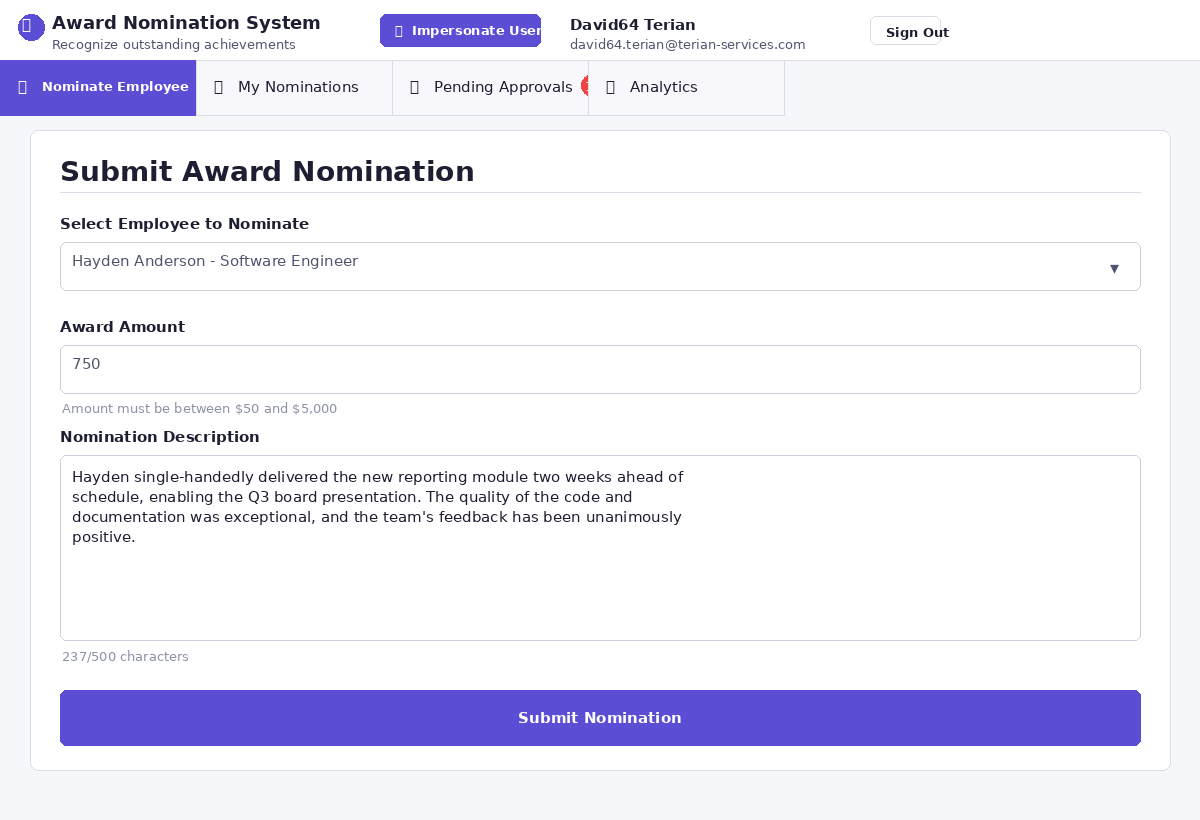 Award Nomination System
Recognize outstanding achievements
Impersonate User
David64 Terian
david64.terian@terian-services.com
Sign Out
Nominate Employee
My Nominations
Pending Approvals
Analytics
Submit Award Nomination
Select Employee to Nominate
Hayden Anderson - Software Engineer
▼
Award Amount
750
Amount must be between $50 and $5,000
Nomination Description
Hayden single-handedly delivered the new reporting module two weeks ahead of
schedule, enabling the Q3 board presentation. The quality of the code and
documentation was exceptional, and the team's feedback has been unanimously
positive.
237/500 characters
Submit Nomination